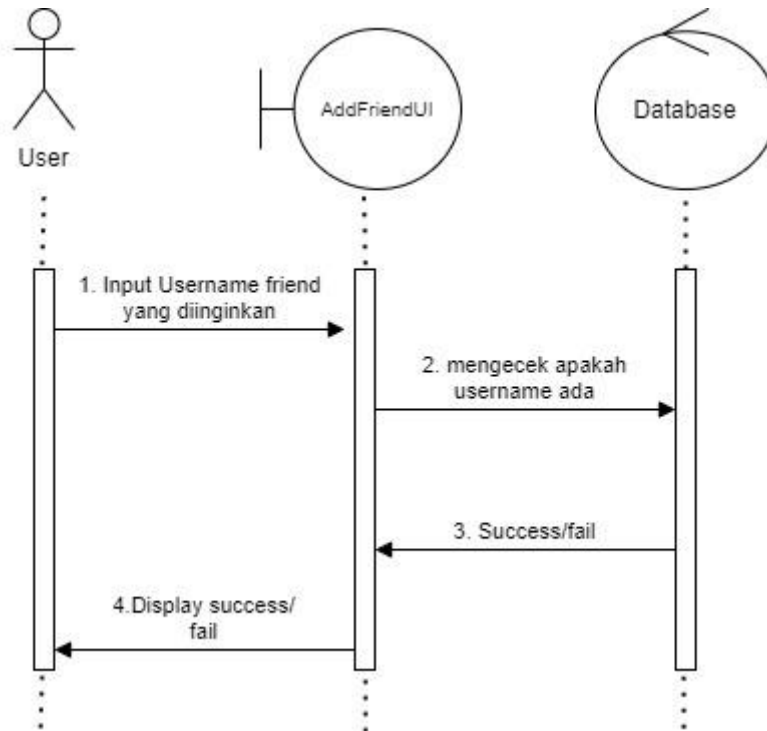 User
AddFriendUI
Database
1. Input Username friend
yang diinginkan
2. mengecek apakah
username ada
3. Success/fail
4.Display success/
fail